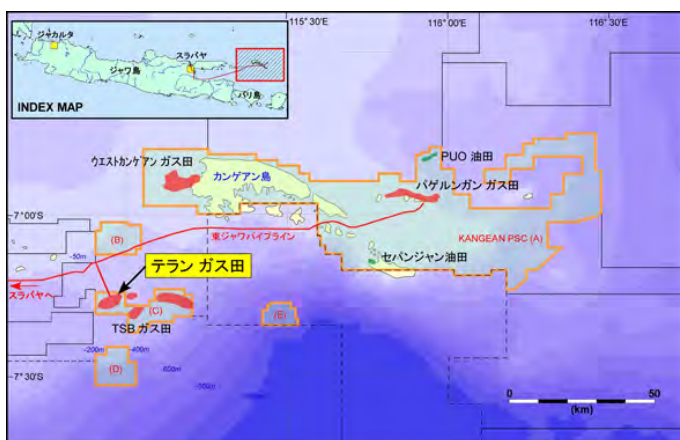 115°30'E
116°00'E
116°30'E
ジャカルタ
スラバヤ
ジャワ島
バリ島
INDEX MAP
PUO 油田
ウエストカンゲアン ガス田
カンゲアン島
パゲルンガン ガス田
7°00'S
(B)
東ジャワパイプライン
KANGEAN PSC (A)
-50m
セパンジャン油田
テラン ガス田
スラバヤへ
(C)
(E)
TSB ガス田
-200m
-400m
-600m
(D)
7°30'S
0
50
(km)